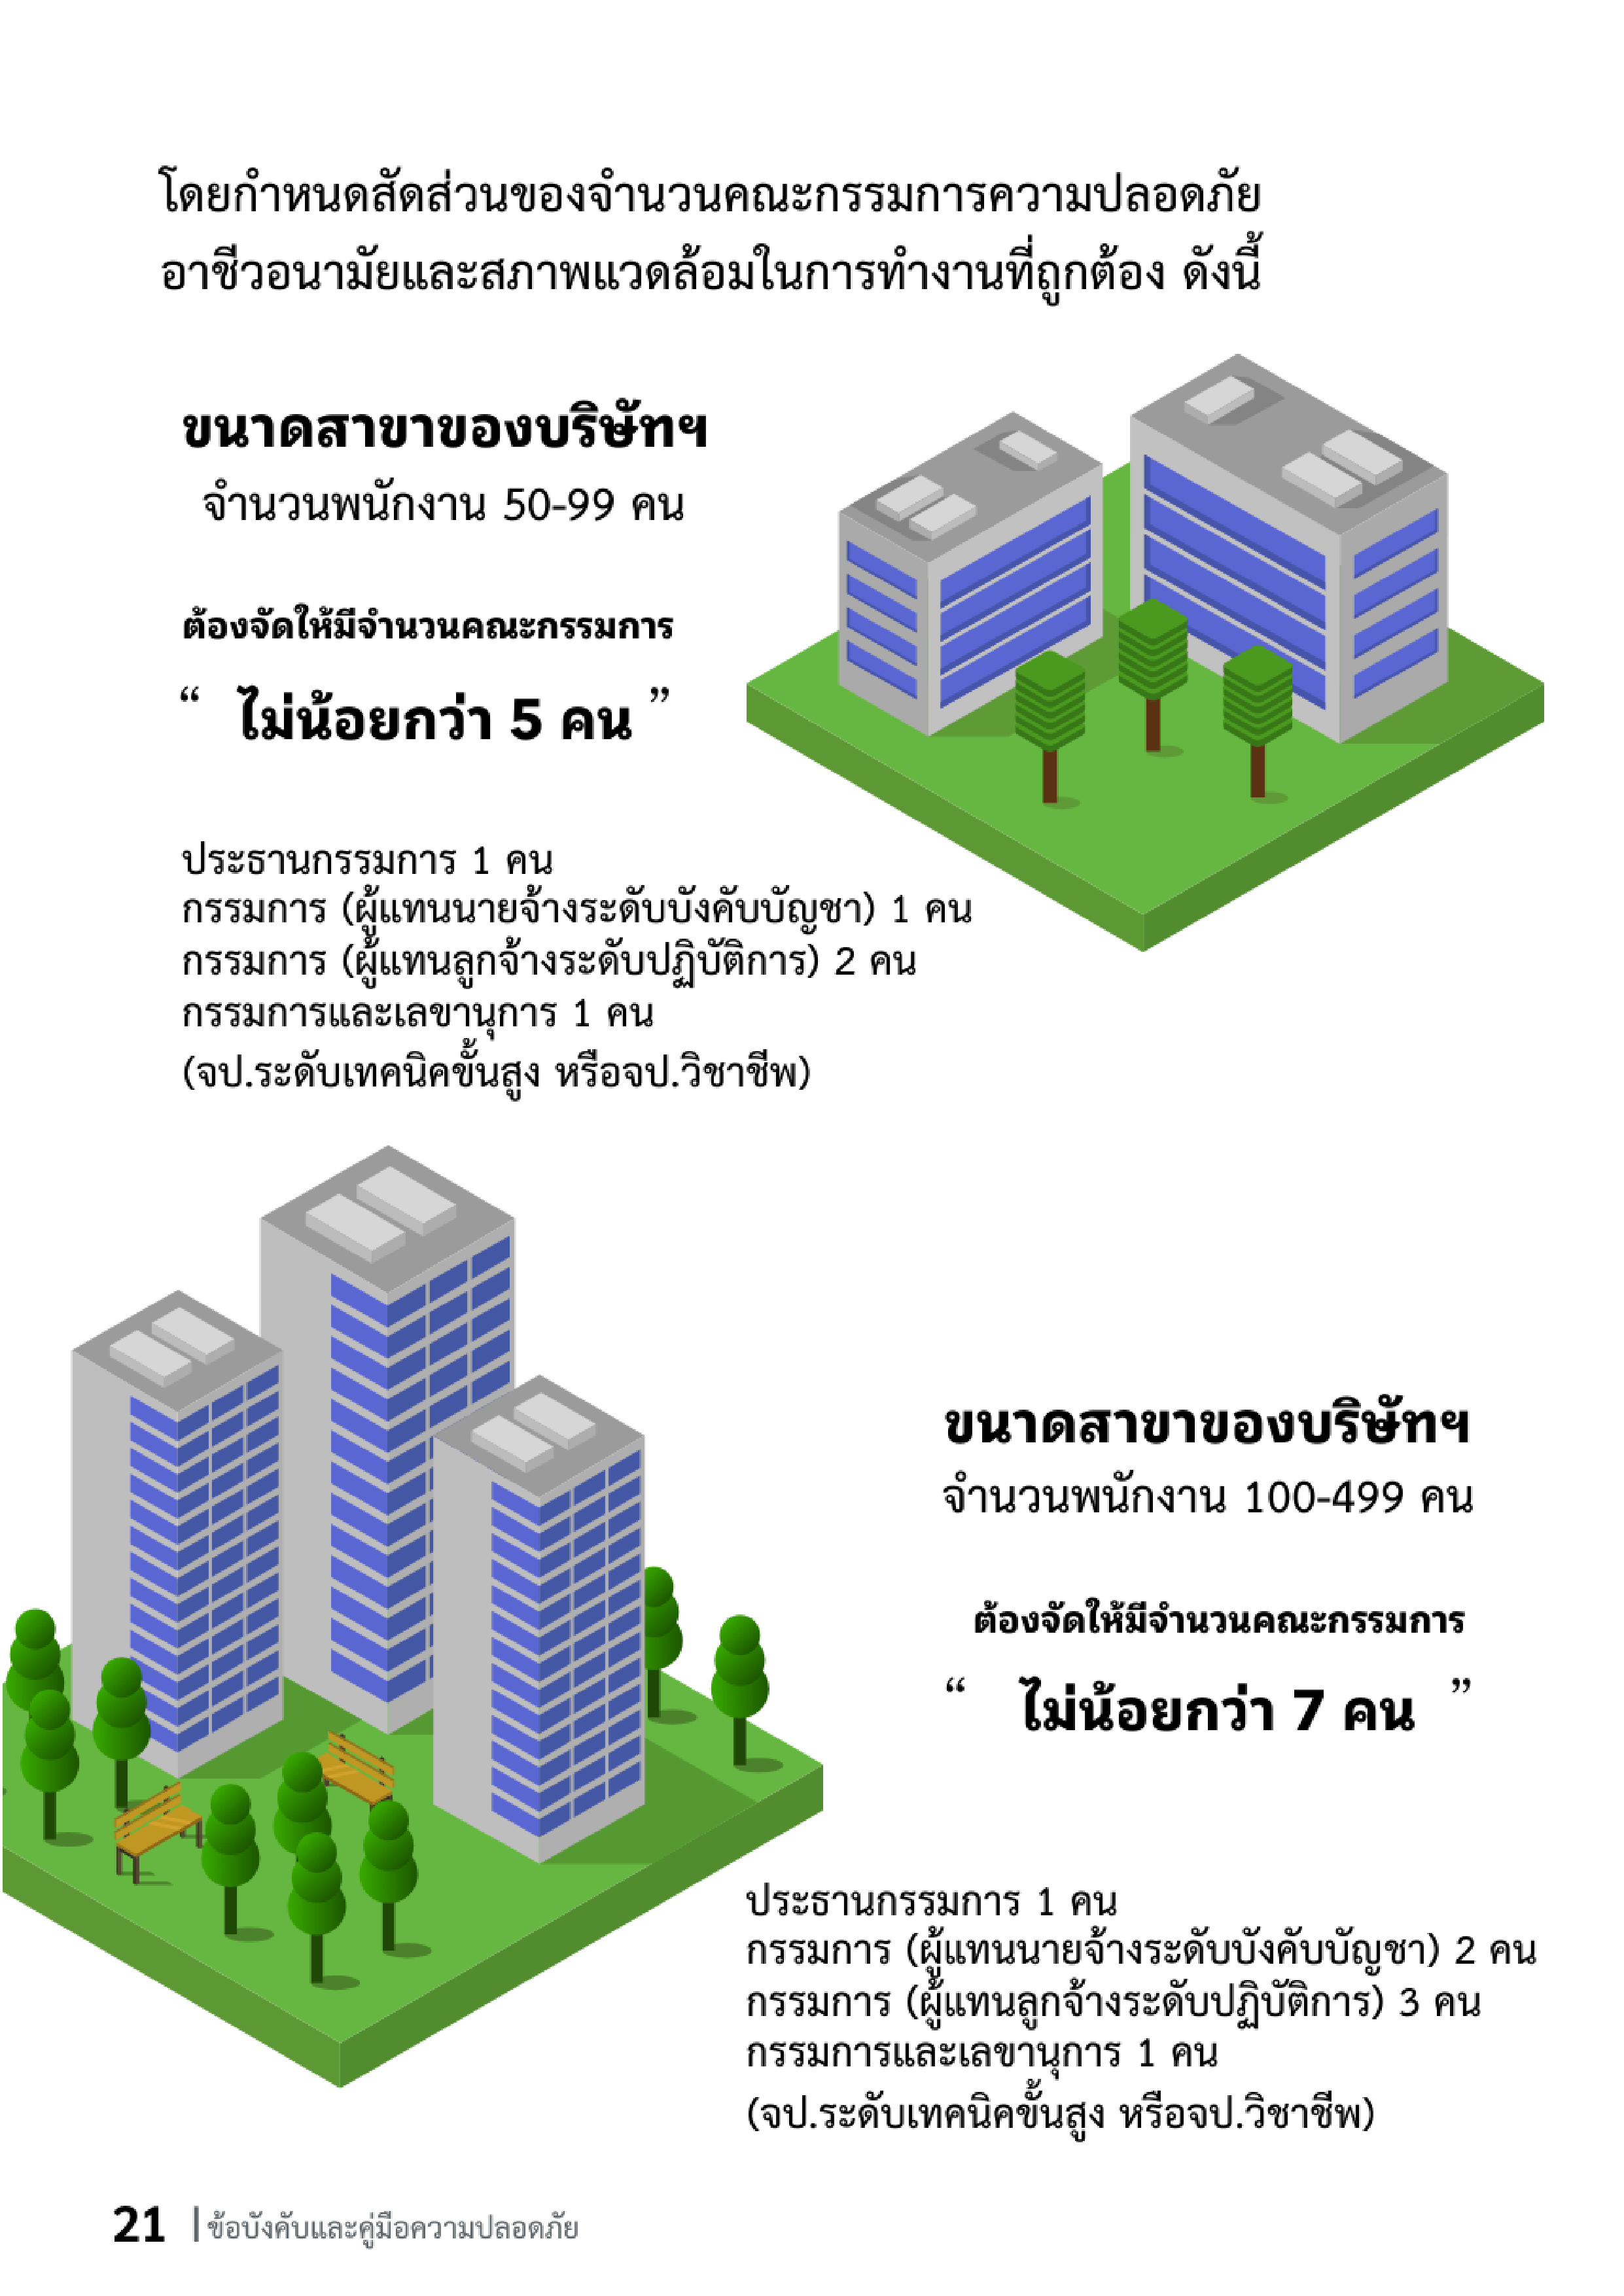 โดยกำหนดสัดส่วนของจำนวนคณะกรรมการความปลอดภัย
อาชีวอนามัยและสภาพแวดล้อมในการทำงานที่ถูกต้อง ดังนี้
ขนาดสาขาของบริษัทฯ
จำนวนพนักงาน 50-99 คน
ต้องจัดให้มีจำนวนคณะกรรมการ
“ ไม่น้อยกว่า 5 คน ”
ประธานกรรมการ 1 คน
กรรมการ (ผู้แทนนายจ้างระดับบังคับบัญชา) 1 คน
กรรมการ (ผู้แทนลูกจ้างระดับปฏิบัติการ) 2 คน
กรรมการและเลขานุการ 1 คน
(จป.ระดับเทคนิคขั้นสูง หรือจป.วิชาชีพ)
ขนาดสาขาของบริษัทฯ
จำนวนพนักงาน 100-499 คน
ต้องจัดให้มีจำนวนคณะกรรมการ
“ ไม่น้อยกว่า 7 คน ”
ประธานกรรมการ 1 คน
กรรมการ (ผู้แทนนายจ้างระดับบังคับบัญชา) 2 คน
กรรมการ (ผู้แทนลูกจ้างระดับปฏิบัติการ) 3 คน
กรรมการและเลขานุการ 1 คน
(จป.ระดับเทคนิคขั้นสูง หรือจป.วิชาชีพ)
21 | ข้อบังคับและคู่มือความปลอดภัย